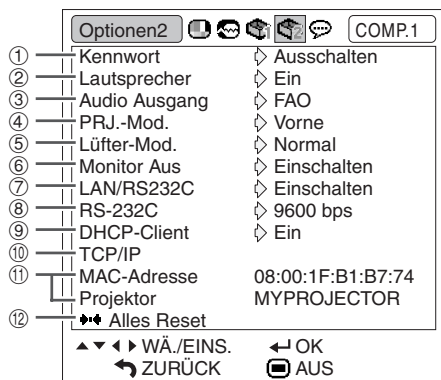 Optionen2 COMP.1
① Kennwort Ausschalten
② Lautsprecher Ein
③ Audio Ausgang FAO
④ PRJ.-Mod. Vorne
⑤ Lüfter-Mod. Normal
⑥ Monitor Aus Einschalten
⑦ LAN/RS232C Einschalten
⑧ RS-232C 9600 bps
⑨ DHCP-Client Ein
⑩ TCP/IP
⑪ MAC-Adresse 08:00:1F:B1:B7:74
Projektor MYPROJECTOR
⑫ Alles Reset
WÄ./EINS. OK
ZURÜCK AUS